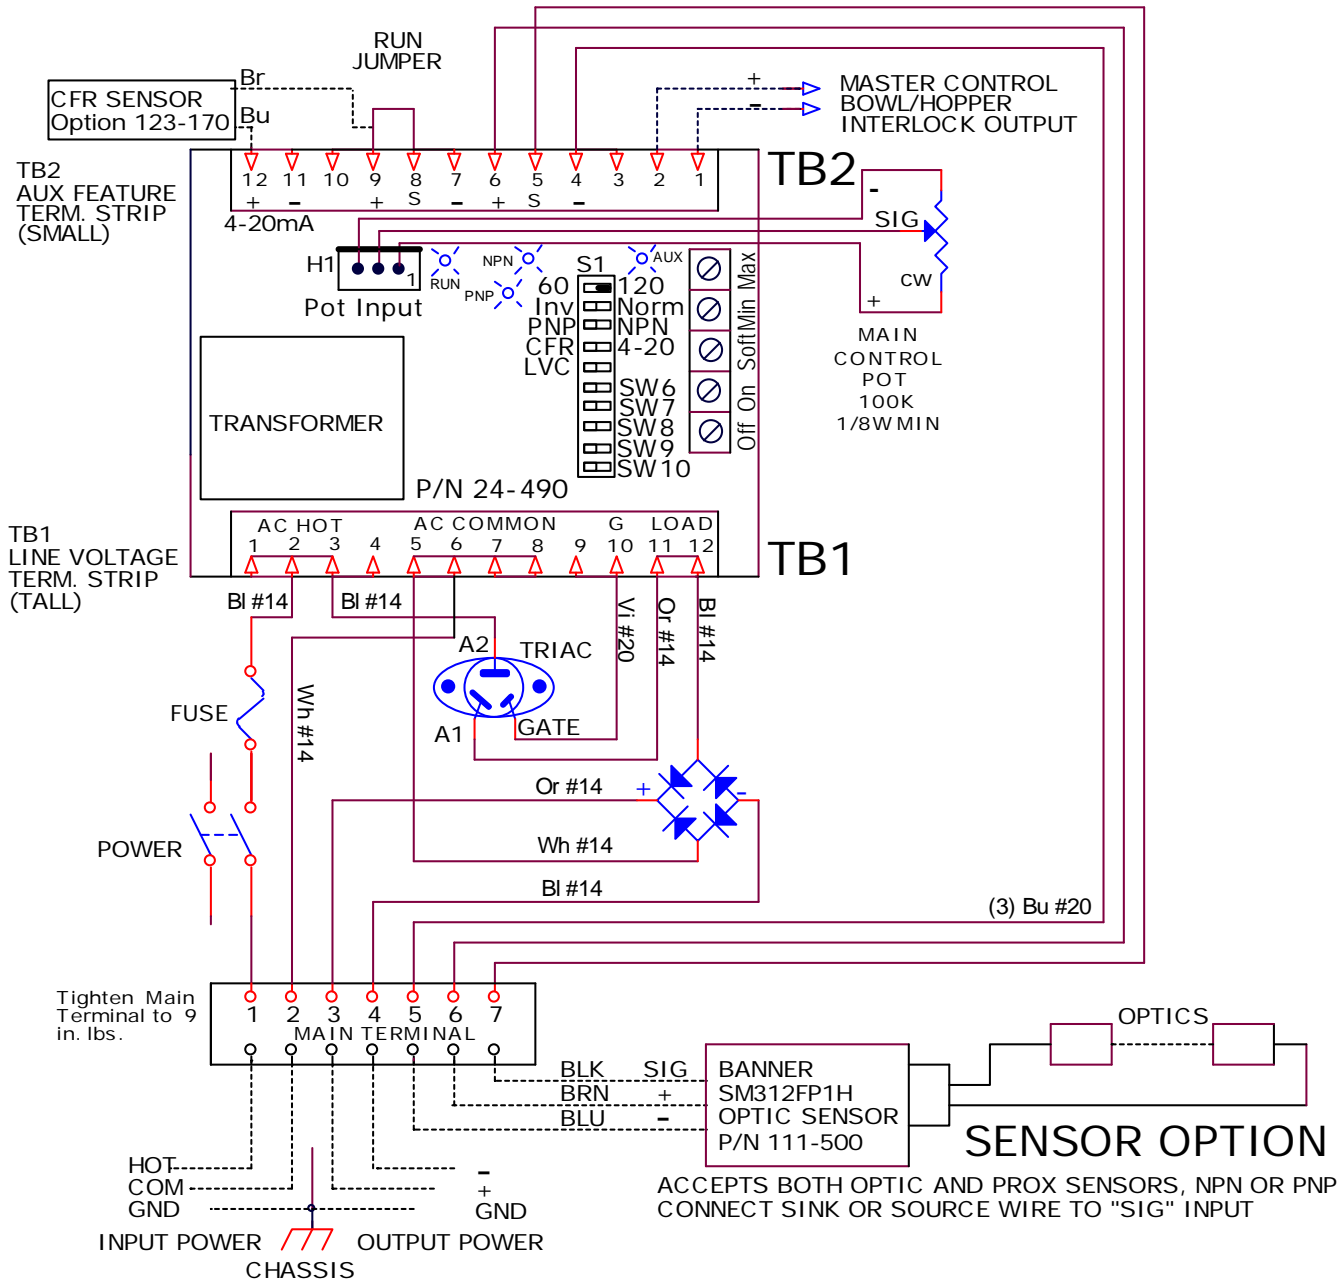 RUN
JUMPER
Br
CFR SENSOR
Option 123-170
Bu
+
-
MASTER CONTROL
BOWL/HOPPER
INTERLOCK OUTPUT
TB2
AUX FEATURE
TERM. STRIP
(SMALL)
12 11 10 9 8 7 6 5 4 3 2 1
+ - + S - + S -
4-20mA
TB2
-
SIG
CW
+
MAIN
CONTROL
POT
100K
1/8W MIN
H1
1
Pot Input
RUN
NPN
PNP
AUX
S1
60 120
Inv Norm
PNP NPN
CFR 4-20
LVC
SW6
SW7
SW8
SW9
SW10
Off On Soft Min Max
TRANSFORMER
P/N 24-490
TB1
LINE VOLTAGE
TERM. STRIP
(TALL)
AC HOT AC COMMON G LOAD
1 2 3 4 5 6 7 8 9 10 11 12
TB1
Bl #14
Bl #14
Vi #20
Or #14
Bl #14
A2
TRIAC
A1
GATE
FUSE
Wh #14
POWER
Or #14
+
-
Wh #14
Bl #14
(3) Bu #20
Tighten Main
Terminal to 9
in. lbs.
1 2 3 4 5 6 7
MAIN TERMINAL
BLK SIG
BRN +
BLU -
BANNER
SM312FP1H
OPTIC SENSOR
P/N 111-500
OPTICS
SENSOR OPTION
ACCEPTS BOTH OPTIC AND PROX SENSORS, NPN OR PNP
CONNECT SINK OR SOURCE WIRE TO "SIG" INPUT
HOT -
COM +
GND GND
INPUT POWER OUTPUT POWER
CHASSIS